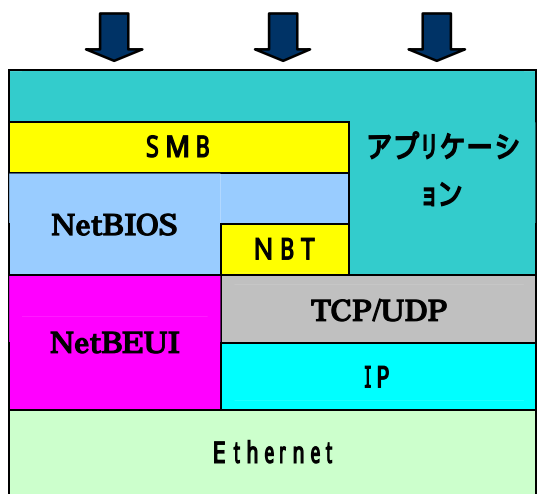 SMB
アプリケーシ
ョン
NetBIOS
NBT
TCP/UDP
NetBEUI
IP
Ethernet